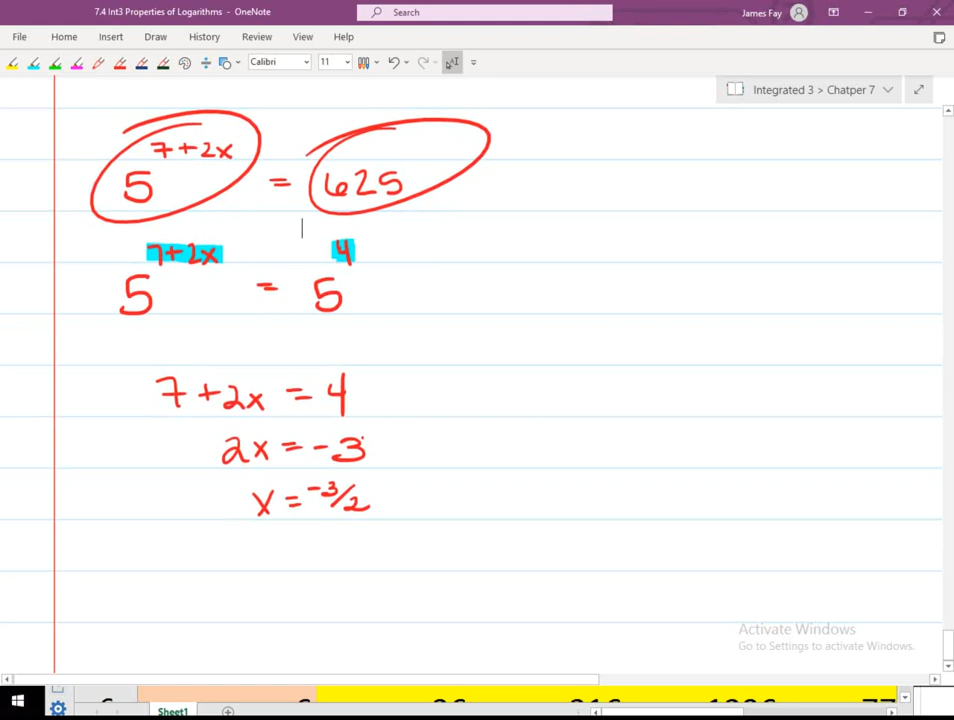 7.4 Int3 Properties of Logarithms - OneNote
Search
James Fay
File Home Insert Draw History Review View Help
Calibri 11
Integrated 3 > Chatper 7
5^{7+2x} = 625
5^{7+2x} = 5^{4}
7+2x = 4
2x = -3
x = -3/2
Activate Windows
Go to Settings to activate Windows.
Sheet1